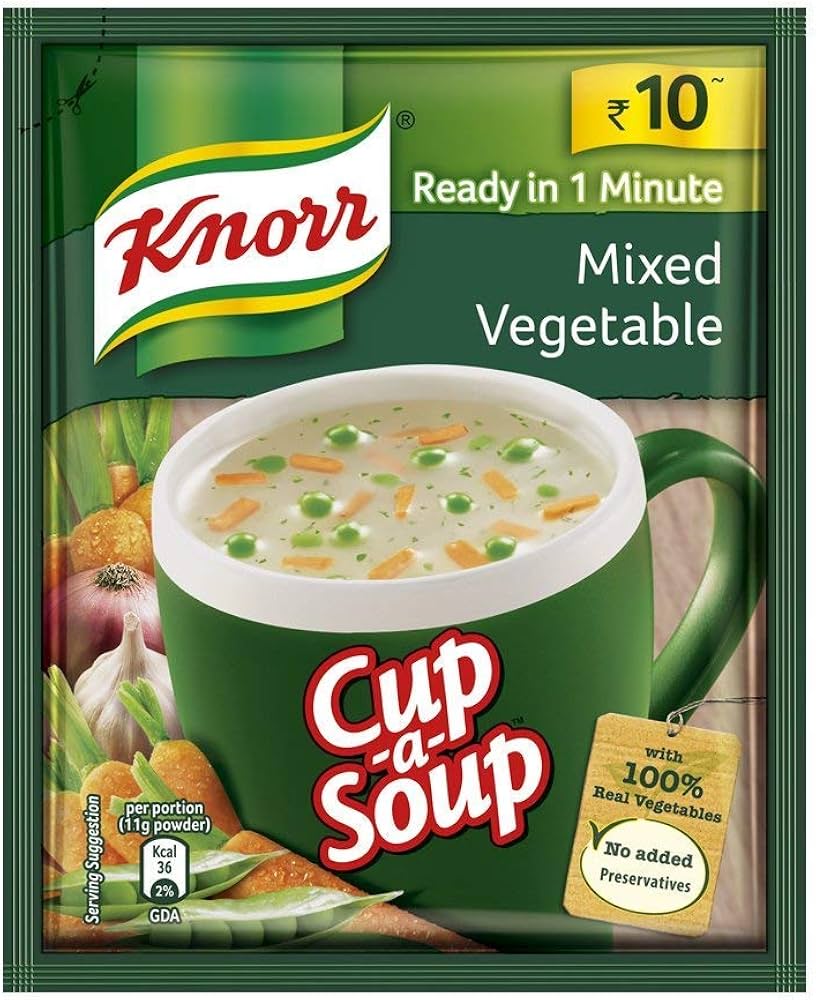 ₹10~
Knorr®
Ready in 1 Minute
Mixed
Vegetable
Cup
-a-
Soup™
with
100%
Real Vegetables
No added
Preservatives
Serving Suggestion
per portion
(11g powder)
Kcal
36
2%
GDA